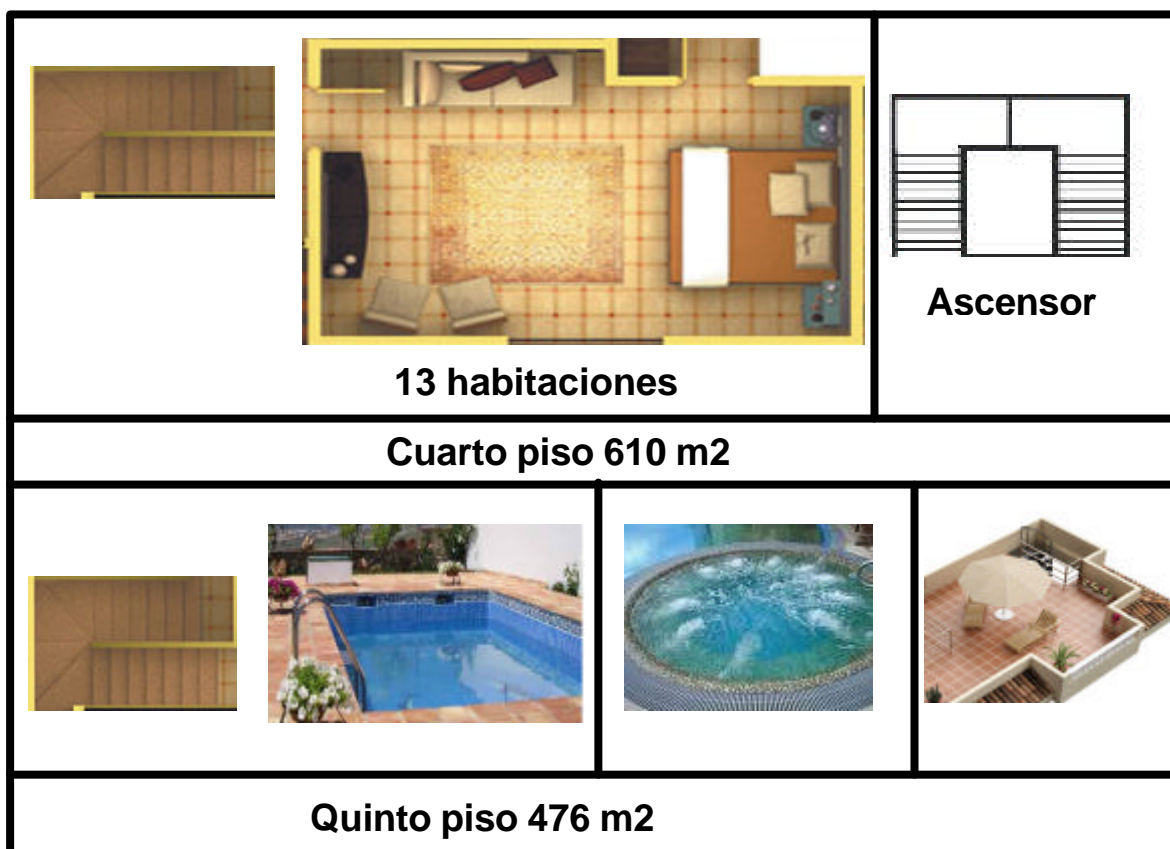 Ascensor
13 habitaciones
Cuarto piso 610 m2
Quinto piso 476 m2